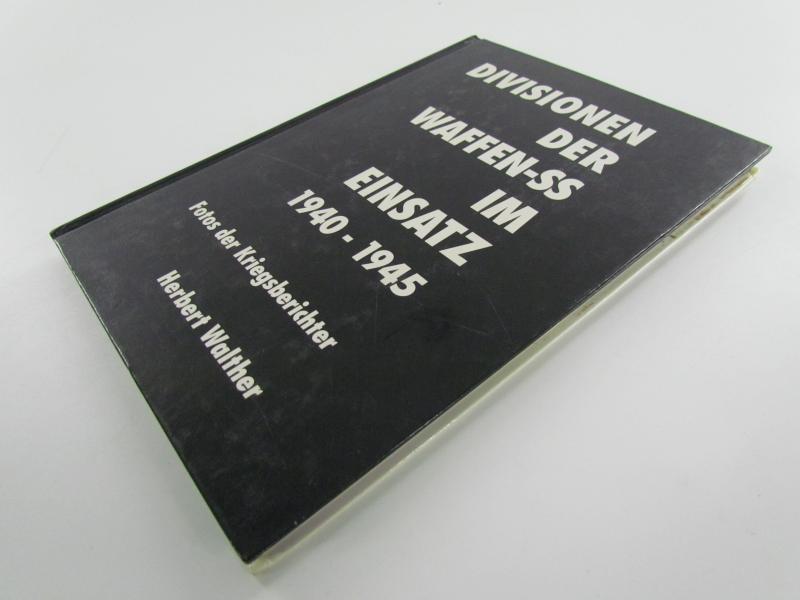 DIVISIONEN
DER
WAFFEN-SS
IM
EINSATZ
1940 - 1945
Fotos der Kriegsberichter
Herbert Walther